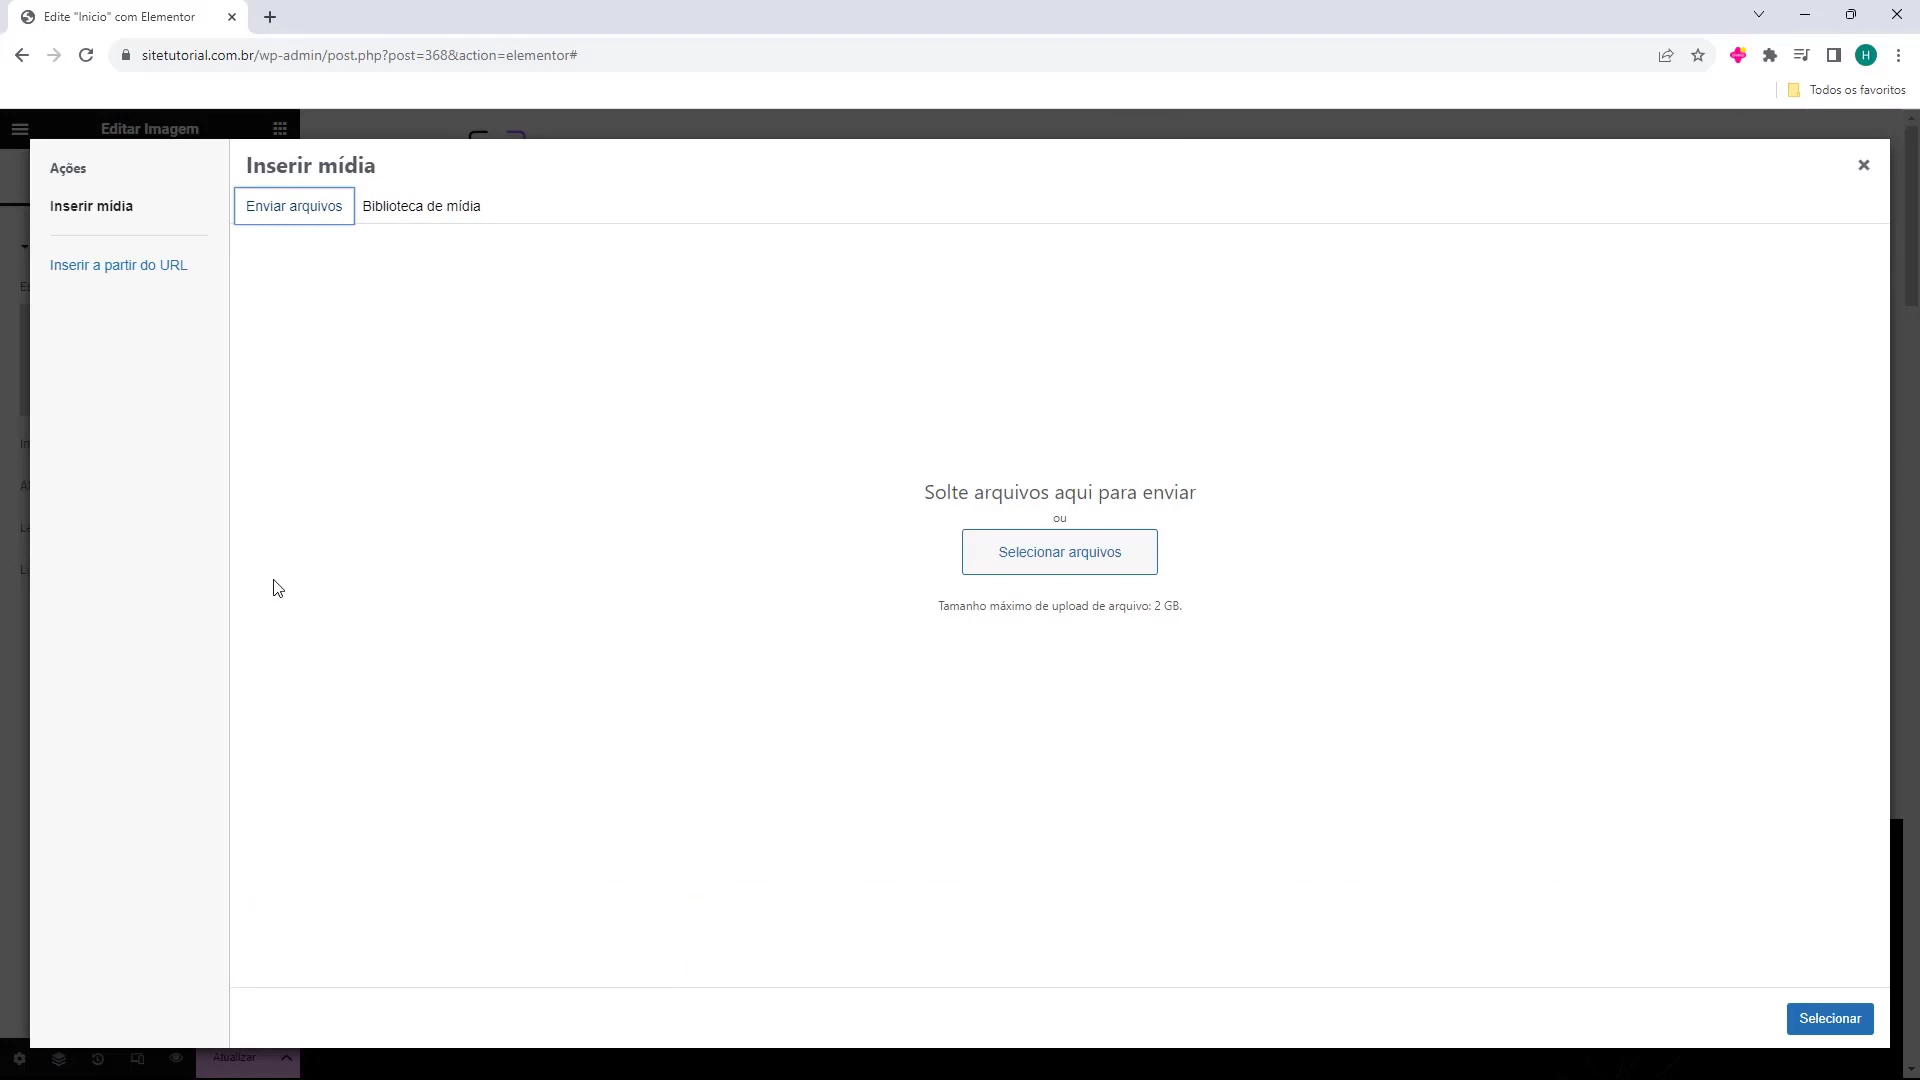 Edite "Inicio" com Elementor
sitetutorial.com.br/wp-admin/post.php?post=368&action=elementor#
H
Todos os favoritos
Editar Imagem
Ações
Inserir mídia
Inserir a partir do URL
Inserir mídia
Enviar arquivos
Biblioteca de mídia
Solte arquivos aqui para enviar
ou
Selecionar arquivos
Tamanho máximo de upload de arquivo: 2 GB.
Selecionar
Atualizar